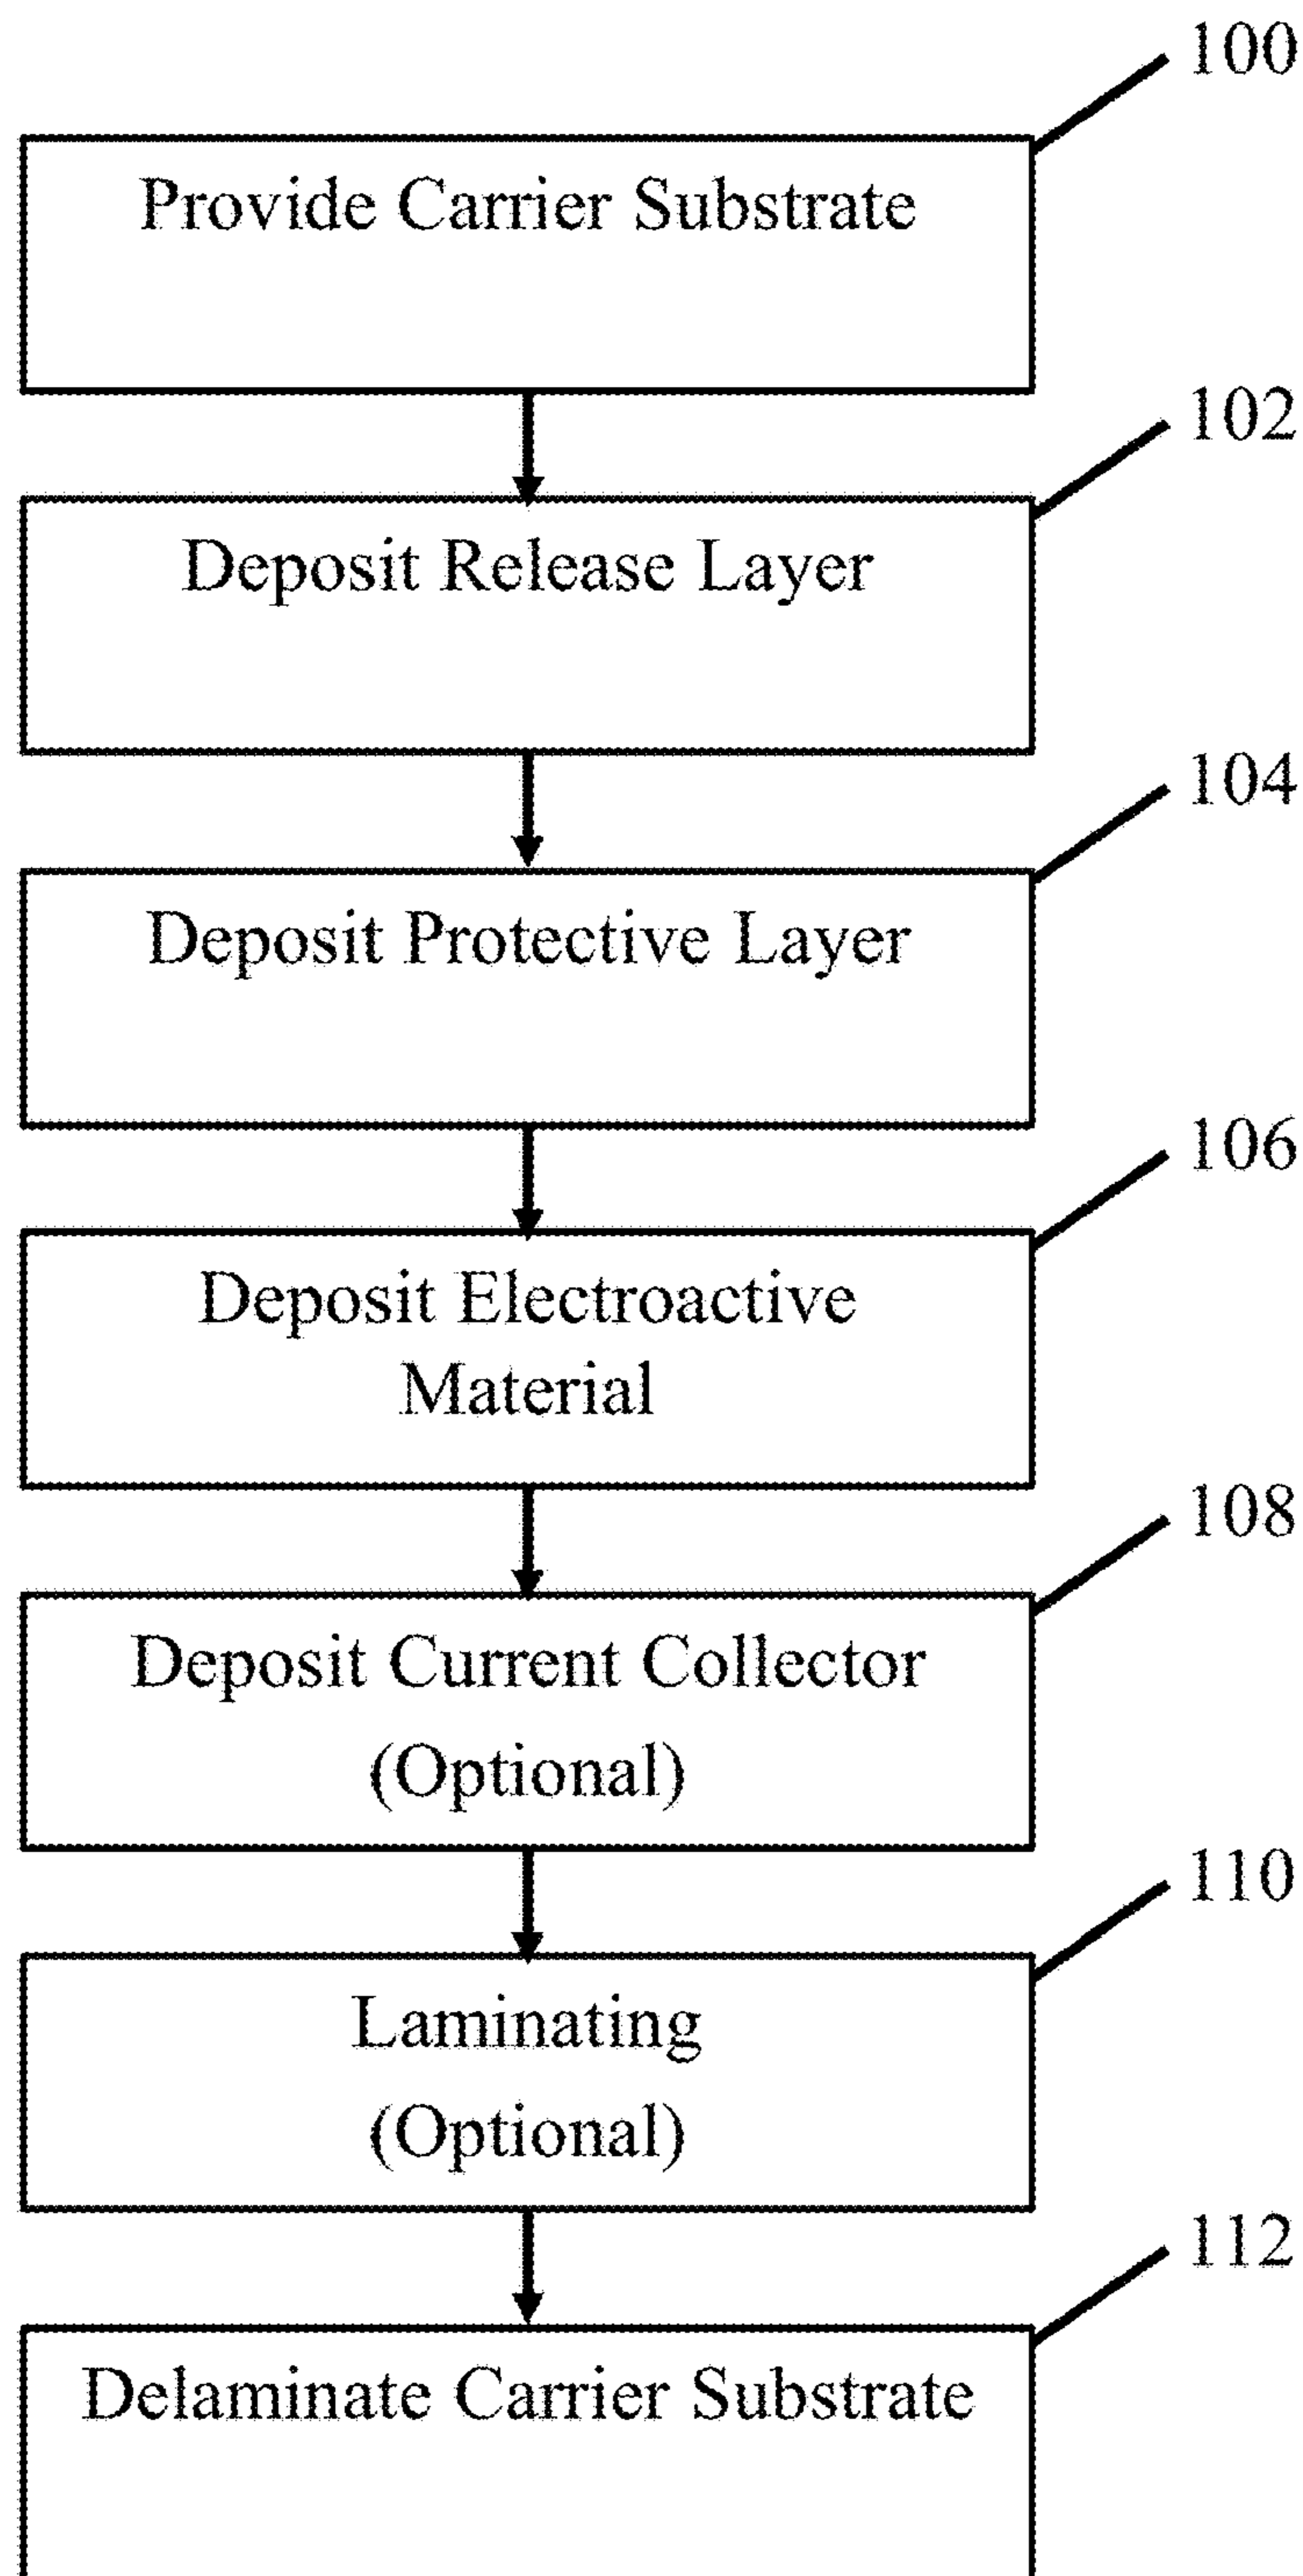 100
Provide Carrier Substrate
102
Deposit Release Layer
104
Deposit Protective Layer
106
Deposit Electroactive
Material
108
Deposit Current Collector
(Optional)
110
Laminating
(Optional)
112
Delaminate Carrier Substrate